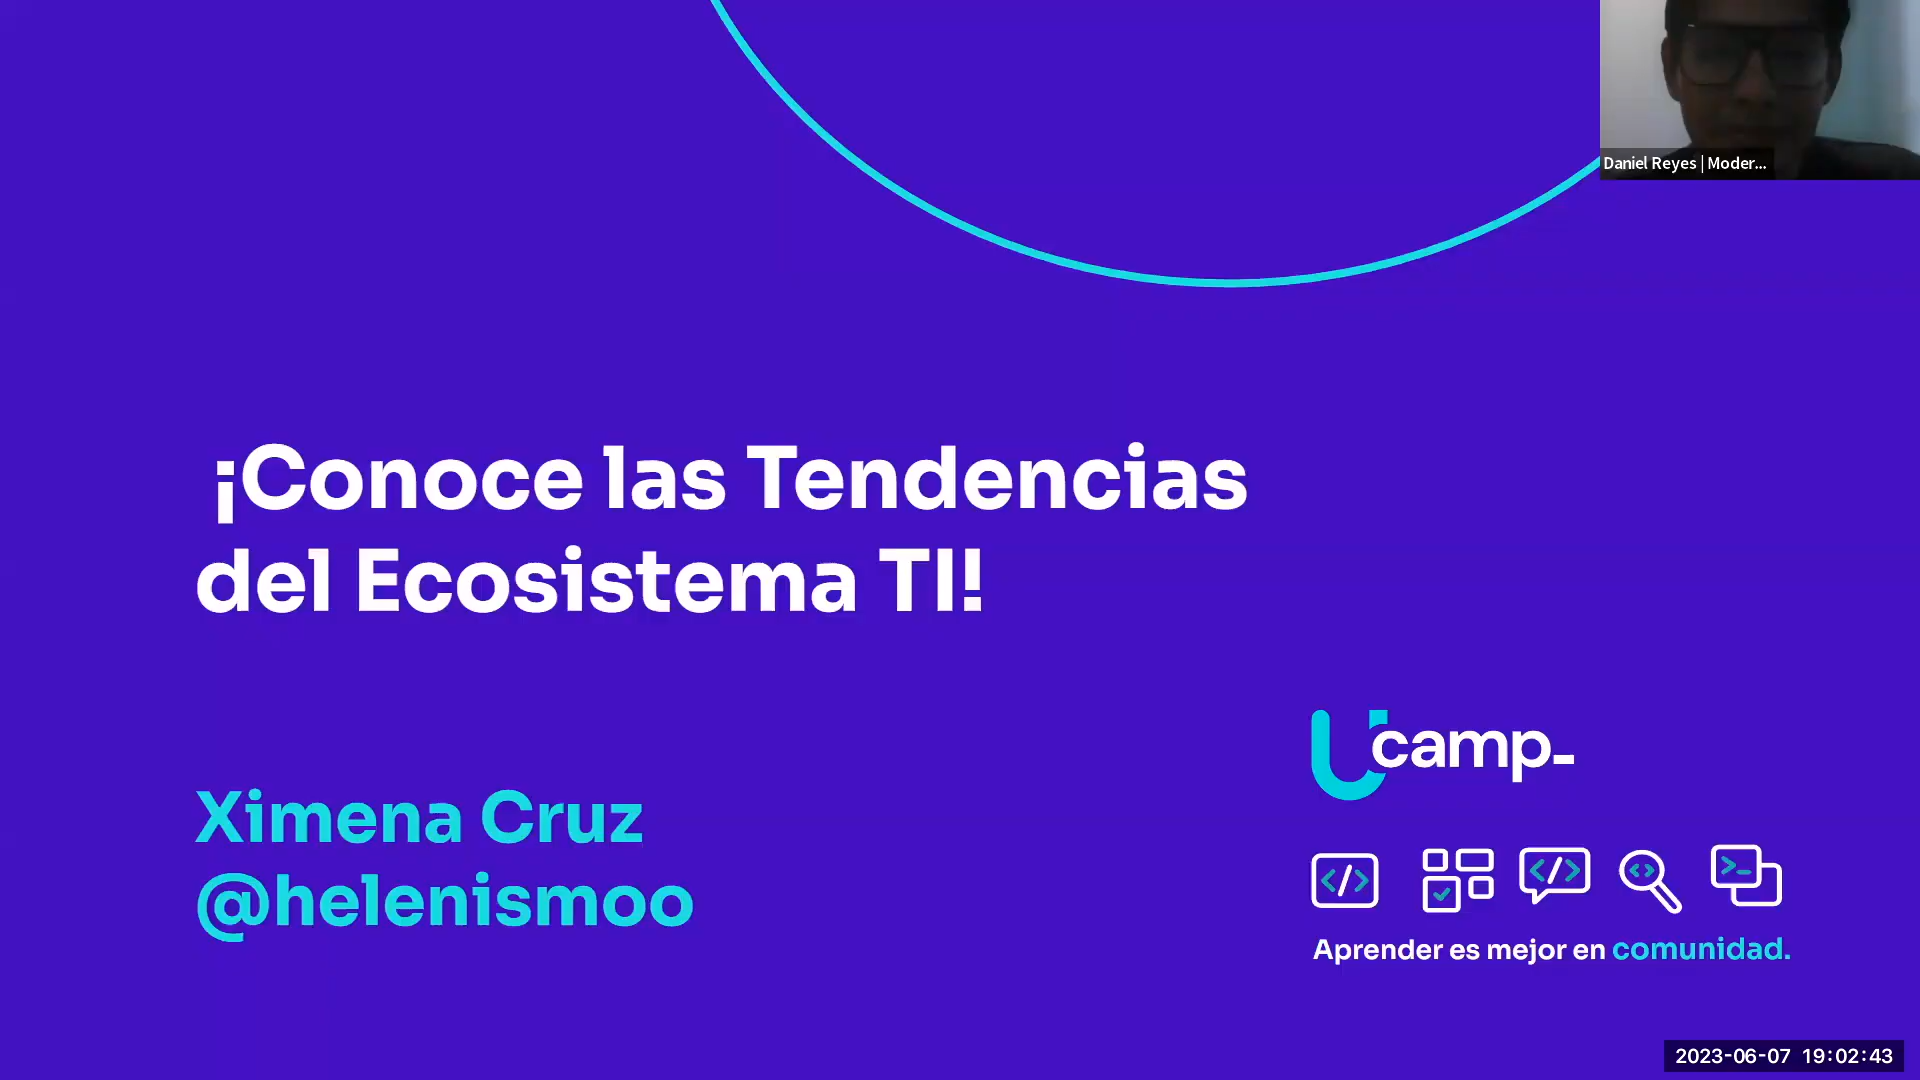 Daniel Reyes | Moder...
¡Conoce las Tendencias
del Ecosistema TI!
Ucamp_
Ximena Cruz
@helenismoo
</>
</>
<>
>_
Aprender es mejor en comunidad.
2023-06-07 19:02:43